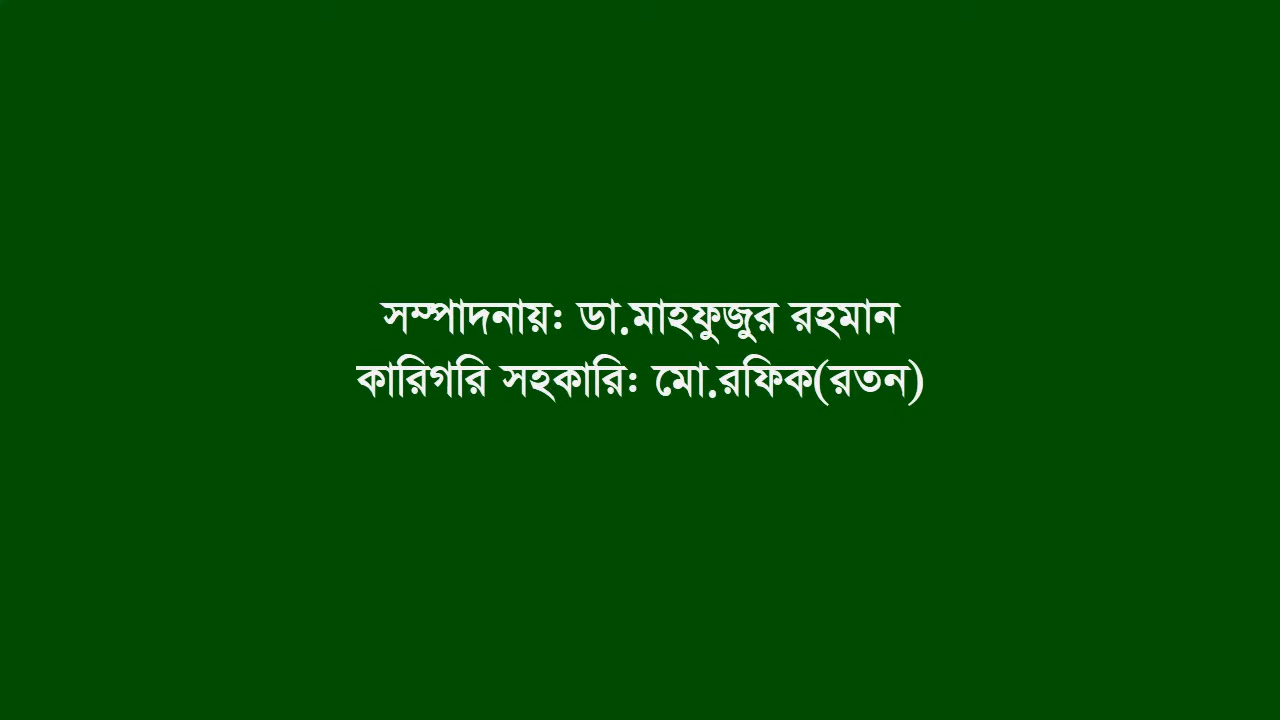 সম্পাদনায়: ডা.মাহফুজুর রহমান
কারিগরি সহকারি: মো.রফিক(রতন)